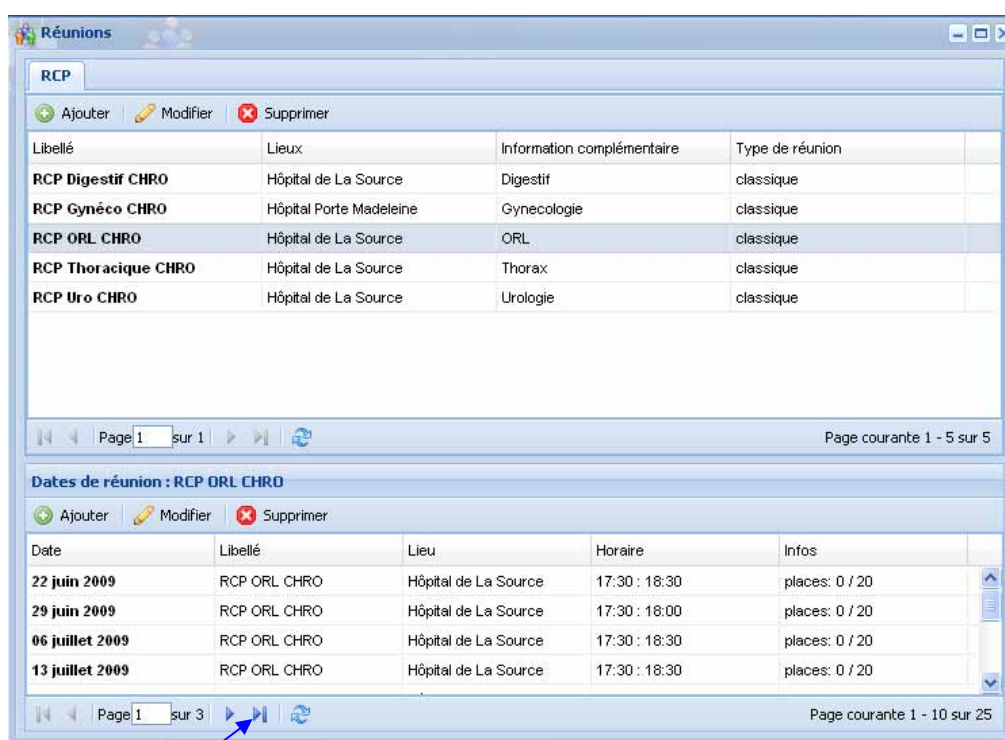 Réunions
RCP
Ajouter Modifier Supprimer
Libellé Lieux Information complémentaire Type de réunion
RCP Digestif CHRO Hôpital de La Source Digestif classique
RCP Gynéco CHRO Hôpital Porte Madeleine Gynecologie classique
RCP ORL CHRO Hôpital de La Source ORL classique
RCP Thoracique CHRO Hôpital de La Source Thorax classique
RCP Uro CHRO Hôpital de La Source Urologie classique
Page 1 sur 1 Page courante 1 - 5 sur 5
Dates de réunion : RCP ORL CHRO
Ajouter Modifier Supprimer
Date Libellé Lieu Horaire Infos
22 juin 2009 RCP ORL CHRO Hôpital de La Source 17:30 : 18:30 places: 0 / 20
29 juin 2009 RCP ORL CHRO Hôpital de La Source 17:30 : 18:00 places: 0 / 20
06 juillet 2009 RCP ORL CHRO Hôpital de La Source 17:30 : 18:30 places: 0 / 20
13 juillet 2009 RCP ORL CHRO Hôpital de La Source 17:30 : 18:30 places: 0 / 20
Page 1 sur 3 Page courante 1 - 10 sur 25